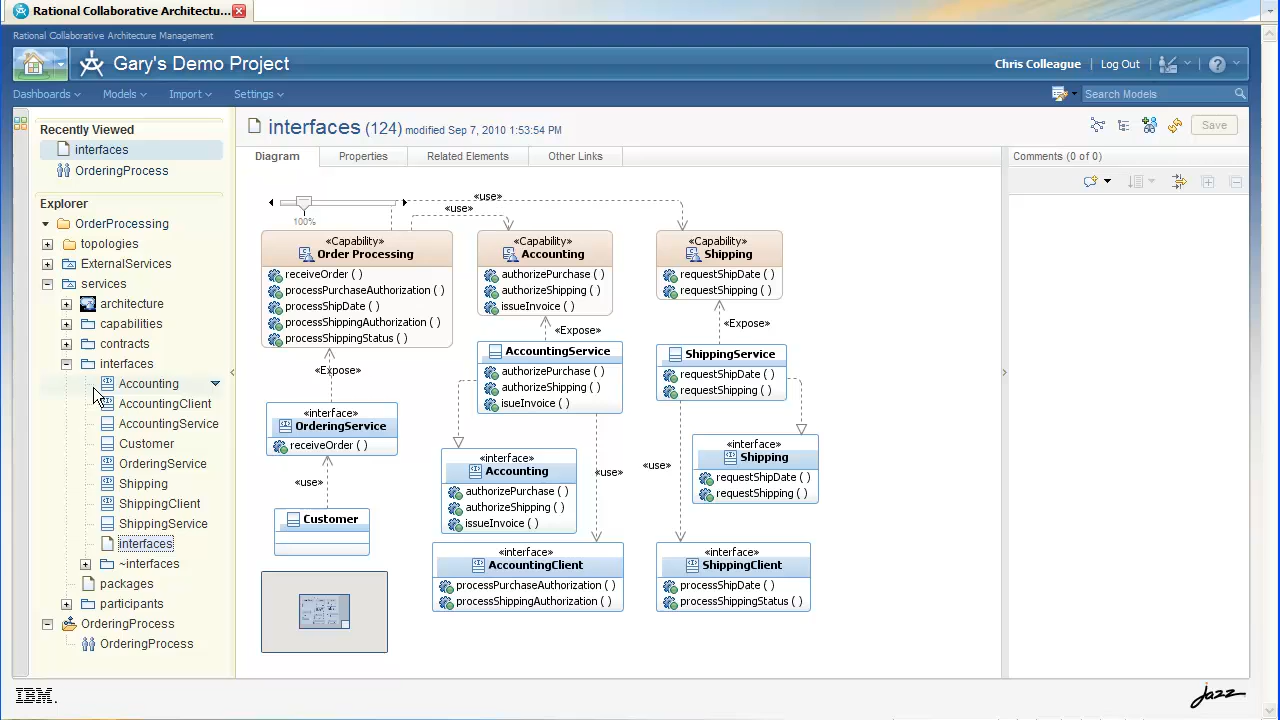 Rational Collaborative Architectu...
Rational Collaborative Architecture Management
Gary's Demo Project
Chris Colleague
Log Out
Dashboards
Models
Import
Settings
Search Models
Recently Viewed
interfaces
OrderingProcess
Explorer
OrderProcessing
topologies
ExternalServices
services
architecture
capabilities
contracts
interfaces
Accounting
AccountingClient
AccountingService
Customer
OrderingService
Shipping
ShippingClient
ShippingService
interfaces
~interfaces
packages
participants
OrderingProcess
OrderingProcess
interfaces (124) modified Sep 7, 2010 1:53:54 PM
Save
Diagram
Properties
Related Elements
Other Links
Comments (0 of 0)
100%
«use»
«use»
«Capability»
Order Processing
receiveOrder ( )
processPurchaseAuthorization ( )
processShipDate ( )
processShippingAuthorization ( )
processShippingStatus ( )
«Capability»
Accounting
authorizePurchase ( )
authorizeShipping ( )
issueInvoice ( )
«Capability»
Shipping
requestShipDate ( )
requestShipping ( )
«Expose»
«Expose»
«Expose»
AccountingService
authorizePurchase ( )
authorizeShipping ( )
isueInvoice ( )
ShippingService
requestShipDate ( )
requestShipping ( )
«interface»
OrderingService
receiveOrder ( )
«use»
Customer
«interface»
Accounting
authorizePurchase ( )
authorizeShipping ( )
issueInvoice ( )
«use»
«use»
«interface»
Shipping
requestShipDate ( )
requestShipping ( )
«interface»
AccountingClient
processPurchaseAuthorization ( )
processShippingAuthorization ( )
«interface»
ShippingClient
processShipDate ( )
processShippingStatus ( )
IBM.
jazz